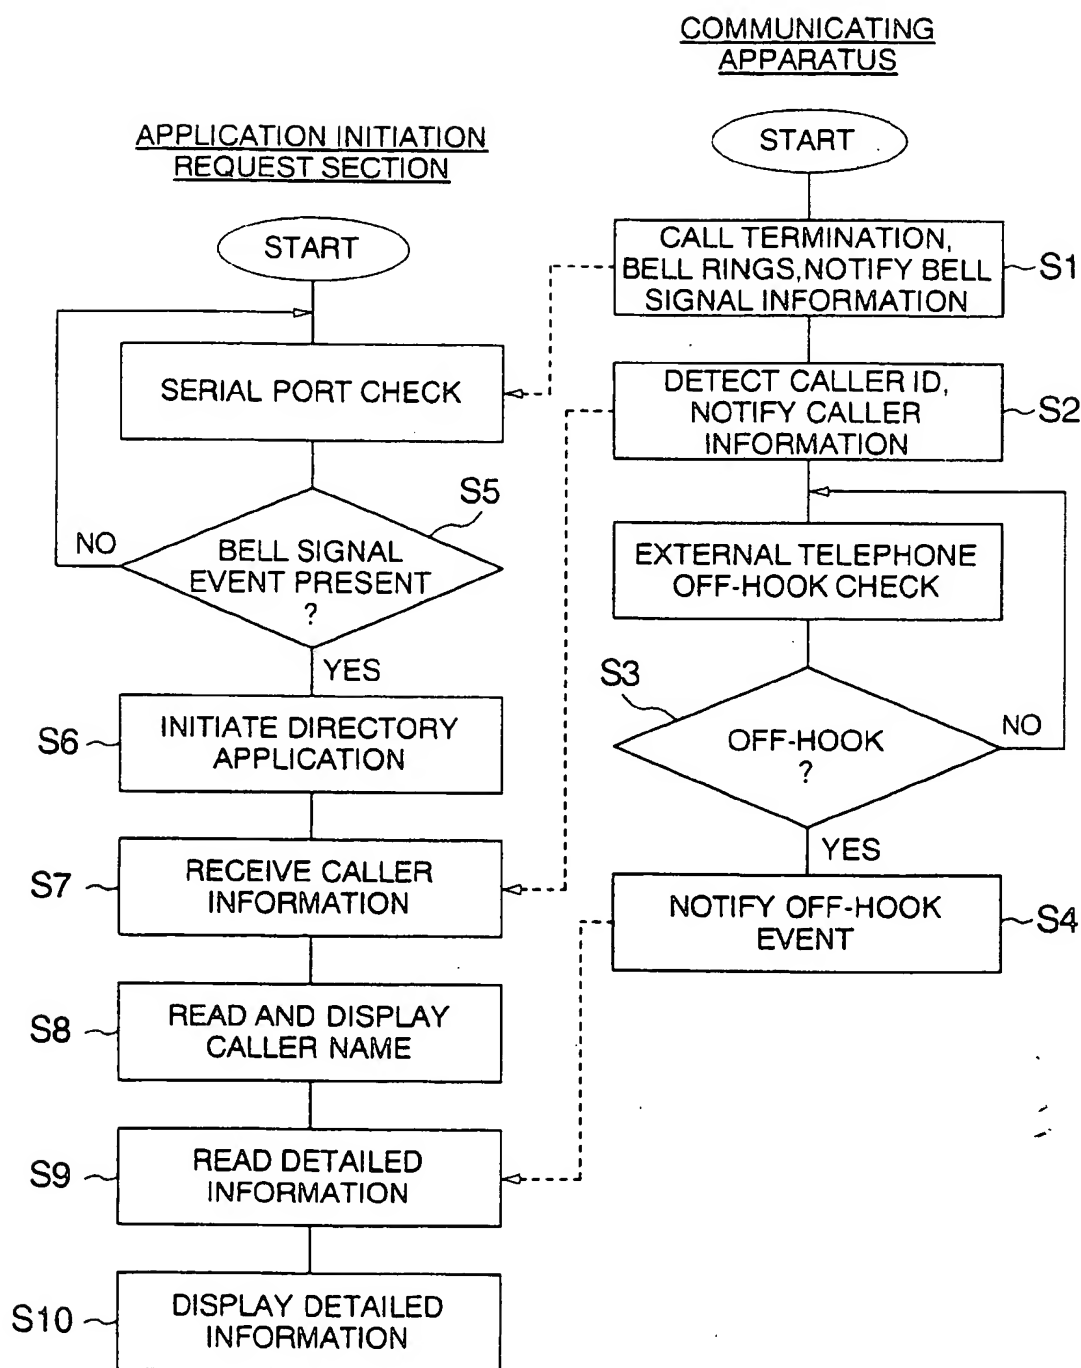 COMMUNICATING
APPARATUS
START
CALL TERMINATION,
BELL RINGS,NOTIFY BELL
SIGNAL INFORMATION
S1
DETECT CALLER ID,
NOTIFY CALLER
INFORMATION
S2
EXTERNAL TELEPHONE
OFF-HOOK CHECK
S3
OFF-HOOK
?
NO
YES
NOTIFY OFF-HOOK
EVENT
S4
APPLICATION INITIATION
REQUEST SECTION
START
SERIAL PORT CHECK
S5
NO
BELL SIGNAL
EVENT PRESENT
?
YES
S6
INITIATE DIRECTORY
APPLICATION
S7
RECEIVE CALLER
INFORMATION
S8
READ AND DISPLAY
CALLER NAME
S9
READ DETAILED
INFORMATION
S10
DISPLAY DETAILED
INFORMATION